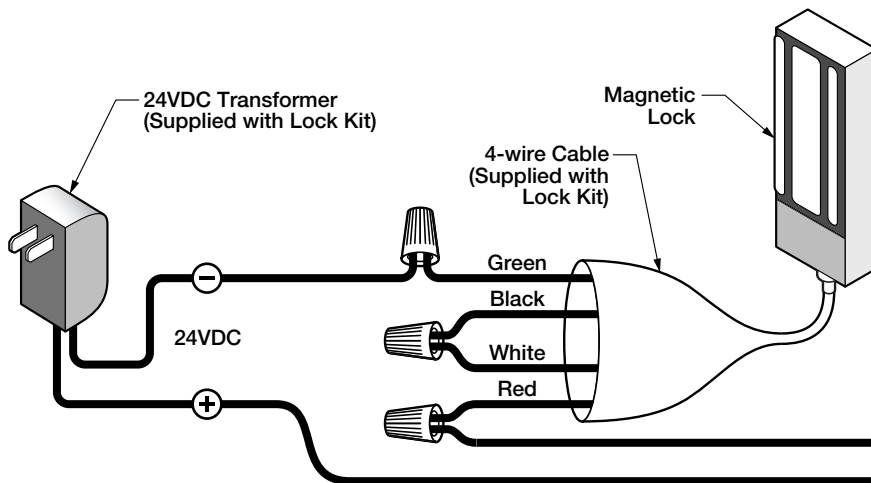 24VDC Transformer
(Supplied with Lock Kit)
Magnetic
Lock
4-wire Cable
(Supplied with
Lock Kit)
Green
Black
−
24VDC
White
Red
+